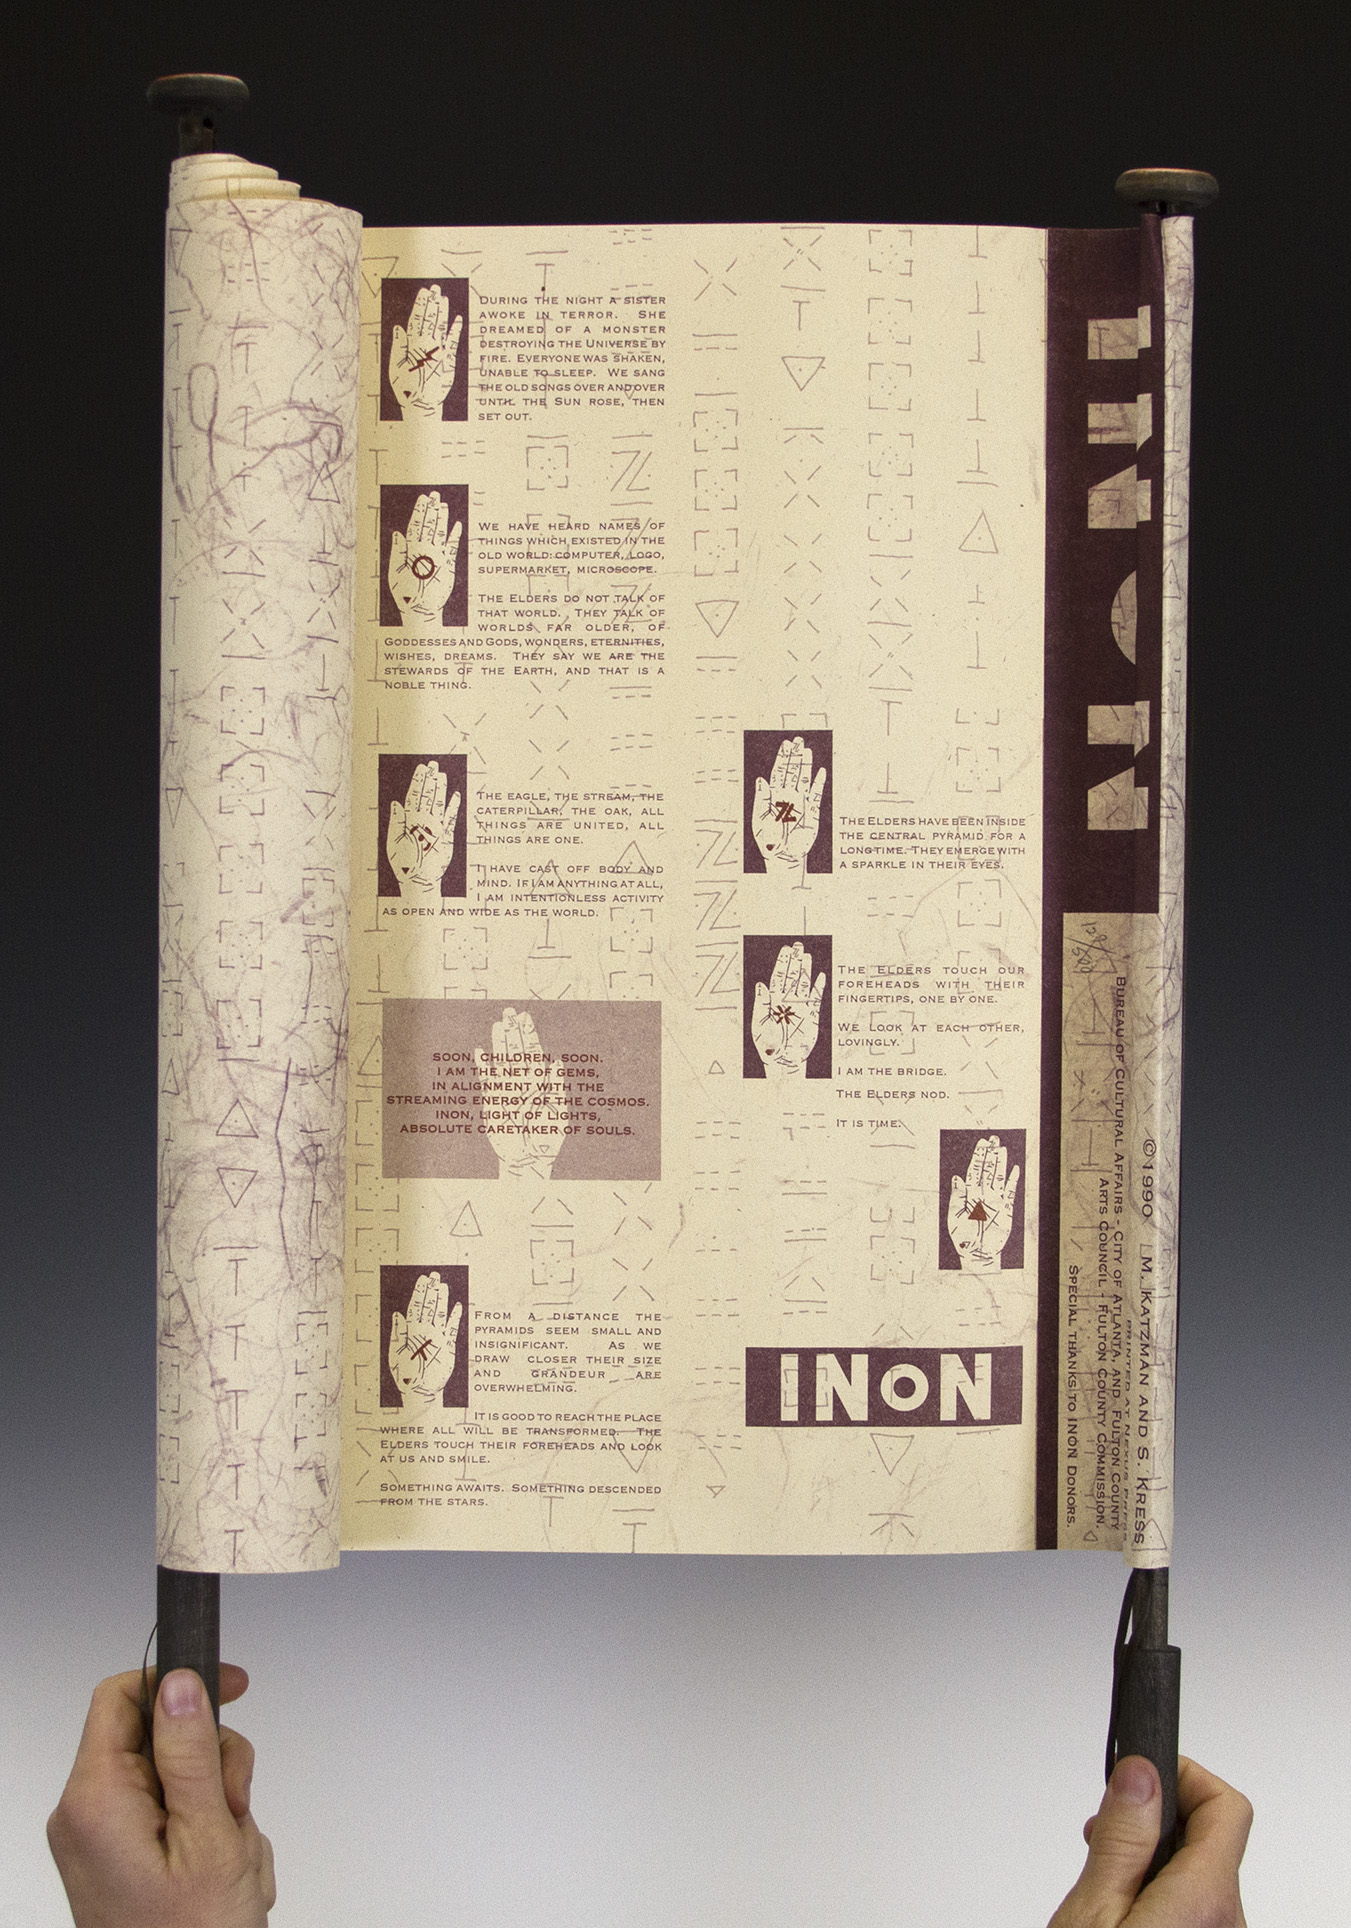 During the night a sister
awoke in terror. She
dreamed of a monster
destroying the Universe by
fire. Everyone was shaken,
unable to sleep. We sang
the old songs over and over
until the Sun rose, then
set out.
We have heard names of
things which existed in the
old world: computer, logo,
supermarket, microscope.
The Elders do not talk of
that world. They talk of
worlds far older, of
Goddesses and Gods, wonders, eternities,
wishes, dreams. They say we are the
stewards of the Earth, and that is a
noble thing.
The eagle, the stream, the
caterpillar, the oak, all
things are united, all
things are one.
I have cast off body and
mind. If I am anything at all,
I am intentionless activity
as open and wide as the world.
Soon, children, soon.
I am the net of gems,
in alignment with the
streaming energy of the cosmos.
Inon, light of lights,
absolute caretaker of souls.
From a distance the
pyramids seem small and
insignificant. As we
draw closer their size
and grandeur are
overwhelming.
It is good to reach the place
where all will be transformed. The
Elders touch their foreheads and look
at us and smile.
Something awaits. Something descended
from the stars.
The Elders have been inside
the central pyramid for a
long time. They emerge with
a sparkle in their eyes.
The Elders touch our
foreheads with their
fingertips, one by one.
We look at each other,
lovingly.
I am the bridge.
The Elders nod.
It is time.
INON
INON
129/500
©1990 M. Katzman and S. Kress
Printed at Nexus Press
Bureau of Cultural Affairs - City of Atlanta, and Fulton County
Arts Council - Fulton County Commission.
Special thanks to INON Donors.